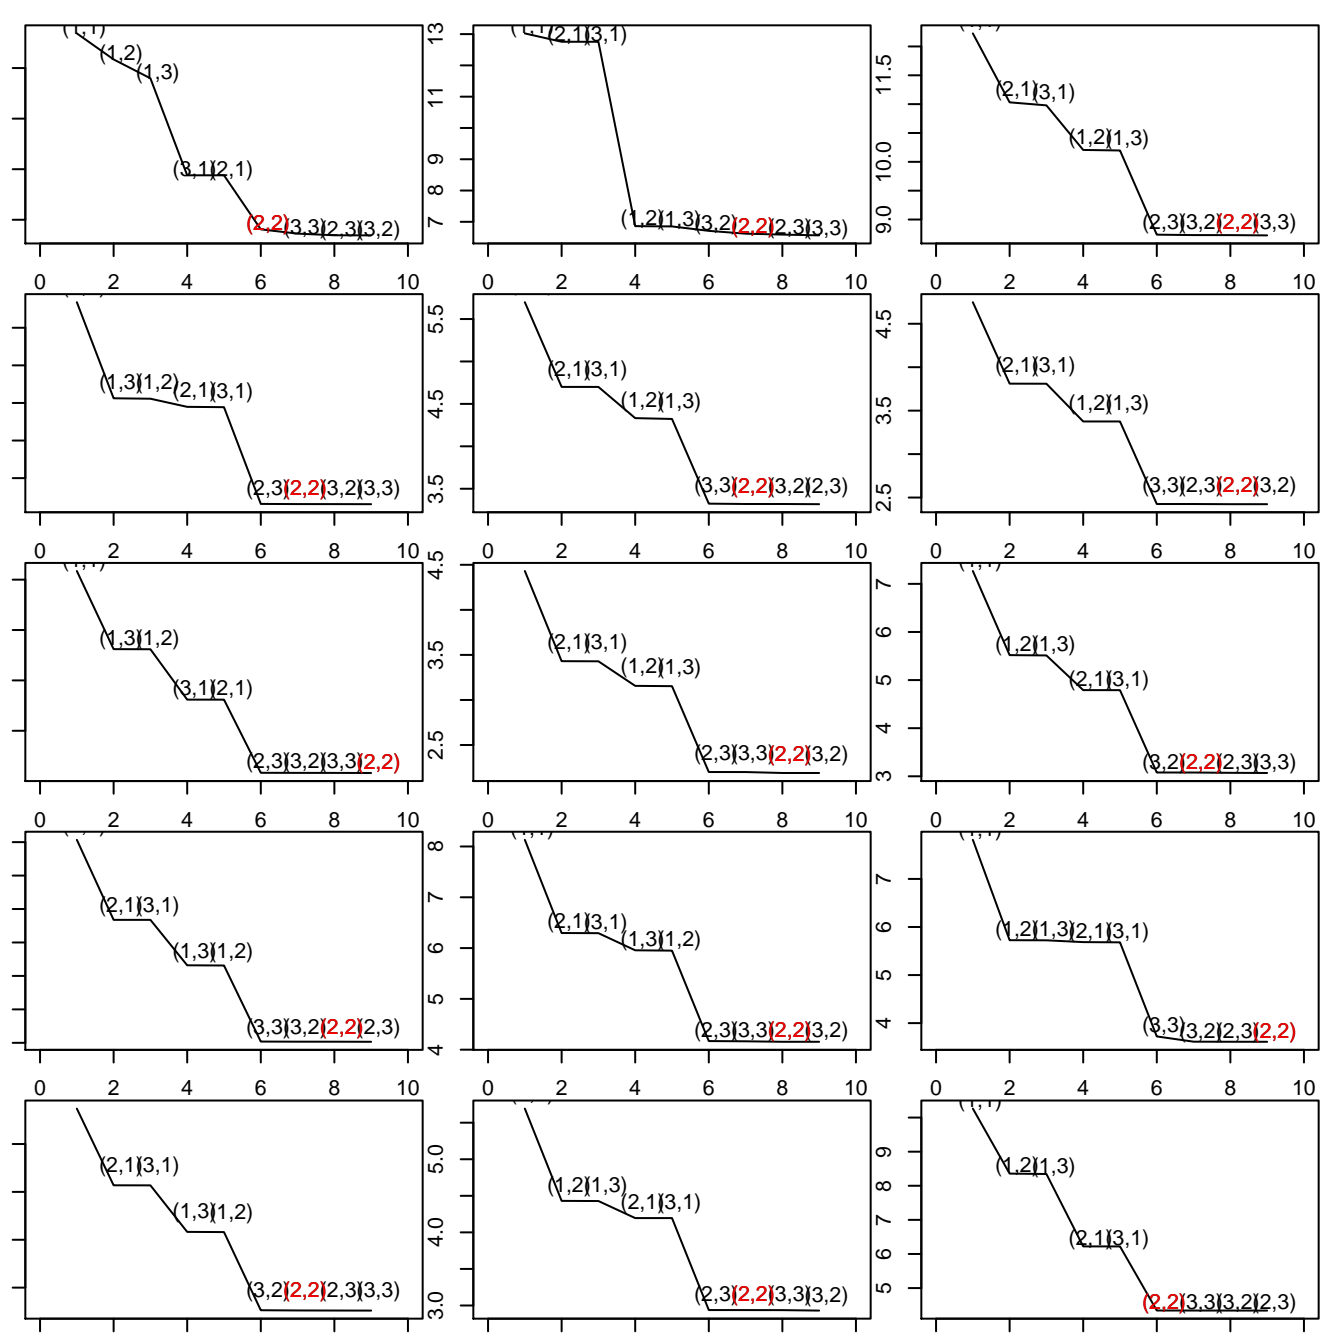 (1,1) (1,2) (1,3) (3,1) (2,1) (2,2) (3,3) (2,3) (3,2)
13 11 9 8 7
(1,1) (2,1) (3,1) (1,2) (1,3) (3,2) (2,2) (2,3) (3,3)
11.5 10.0 9.0
(1,1) (2,1) (3,1) (1,2) (1,3) (2,3) (3,2) (2,2) (3,3)
0 2 4 6 8 10 0 2 4 6 8 10 0 2 4 6 8 10
(1,3) (1,2) (2,1) (3,1) (2,3) (2,2) (3,2) (3,3)
5.5 4.5 3.5
(2,1) (3,1) (1,2) (1,3) (3,3) (2,2) (3,2) (2,3)
4.5 3.5 2.5
(2,1) (3,1) (1,2) (1,3) (3,3) (2,3) (2,2) (3,2)
0 2 4 6 8 10 0 2 4 6 8 10 0 2 4 6 8 10
(1,1) (1,3) (1,2) (3,1) (2,1) (2,3) (3,2) (3,3) (2,2)
4.5 3.5 2.5
(2,1) (3,1) (1,2) (1,3) (2,3) (3,3) (2,2) (3,2)
7 6 5 4 3
(1,1) (1,2) (1,3) (2,1) (3,1) (3,2) (2,2) (2,3) (3,3)
0 2 4 6 8 10 0 2 4 6 8 10 0 2 4 6 8 10
(2,1) (3,1) (1,3) (1,2) (3,3) (3,2) (2,2) (2,3)
8 7 6 5 4
(1,1) (2,1) (3,1) (1,3) (1,2) (2,3) (3,3) (2,2) (3,2)
7 6 5 4
(1,1) (1,2) (1,3) (2,1) (3,1) (3,3) (3,2) (2,3) (2,2)
0 2 4 6 8 10 0 2 4 6 8 10 0 2 4 6 8 10
(2,1) (3,1) (1,3) (1,2) (3,2) (2,2) (2,3) (3,3)
5.0 4.0 3.0
(1,2) (1,3) (2,1) (3,1) (2,3) (2,2) (3,3) (3,2)
9 8 7 6 5
(1,1) (1,2) (1,3) (2,1) (3,1) (2,2) (3,3) (3,2) (2,3)